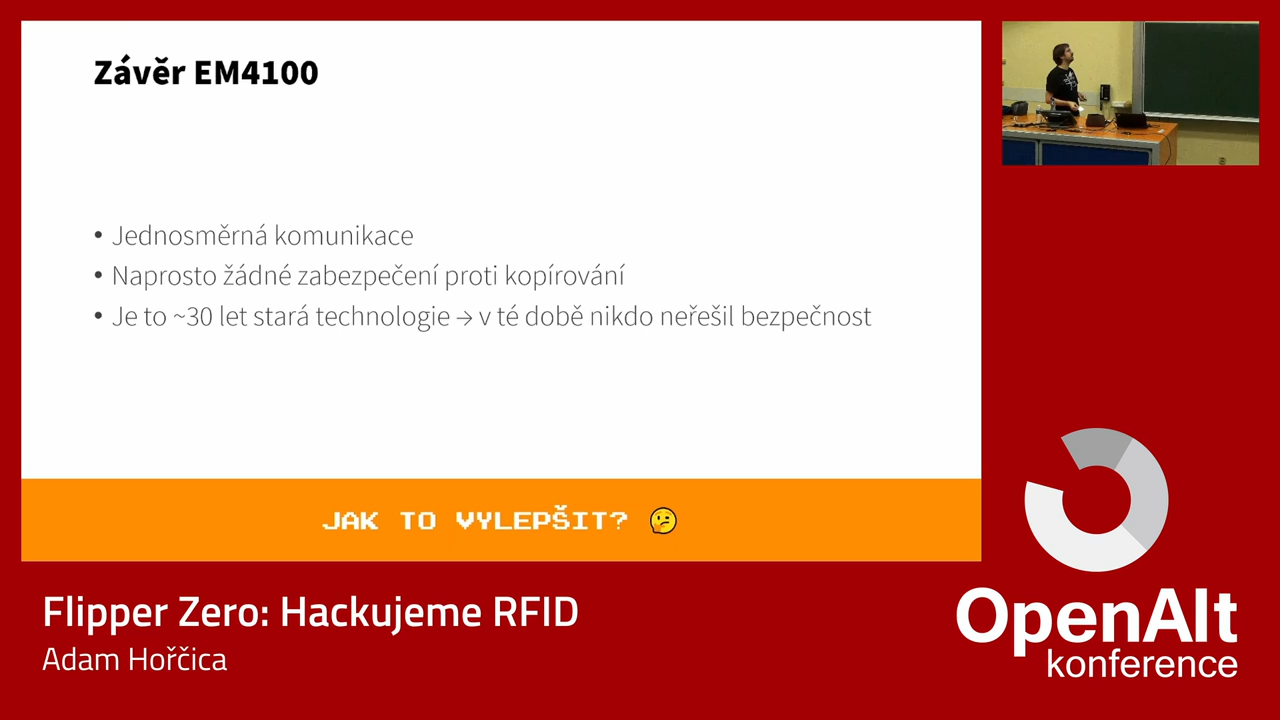 Závěr EM4100
• Jednosměrná komunikace
• Naprosto žádné zabezpečení proti kopírování
• Je to ~30 let stará technologie → v té době nikdo neřešil bezpečnost
JAK TO VYLEPŠIT? 🤔
Flipper Zero: Hackujeme RFID
Adam Hořčica
OpenAlt
konference